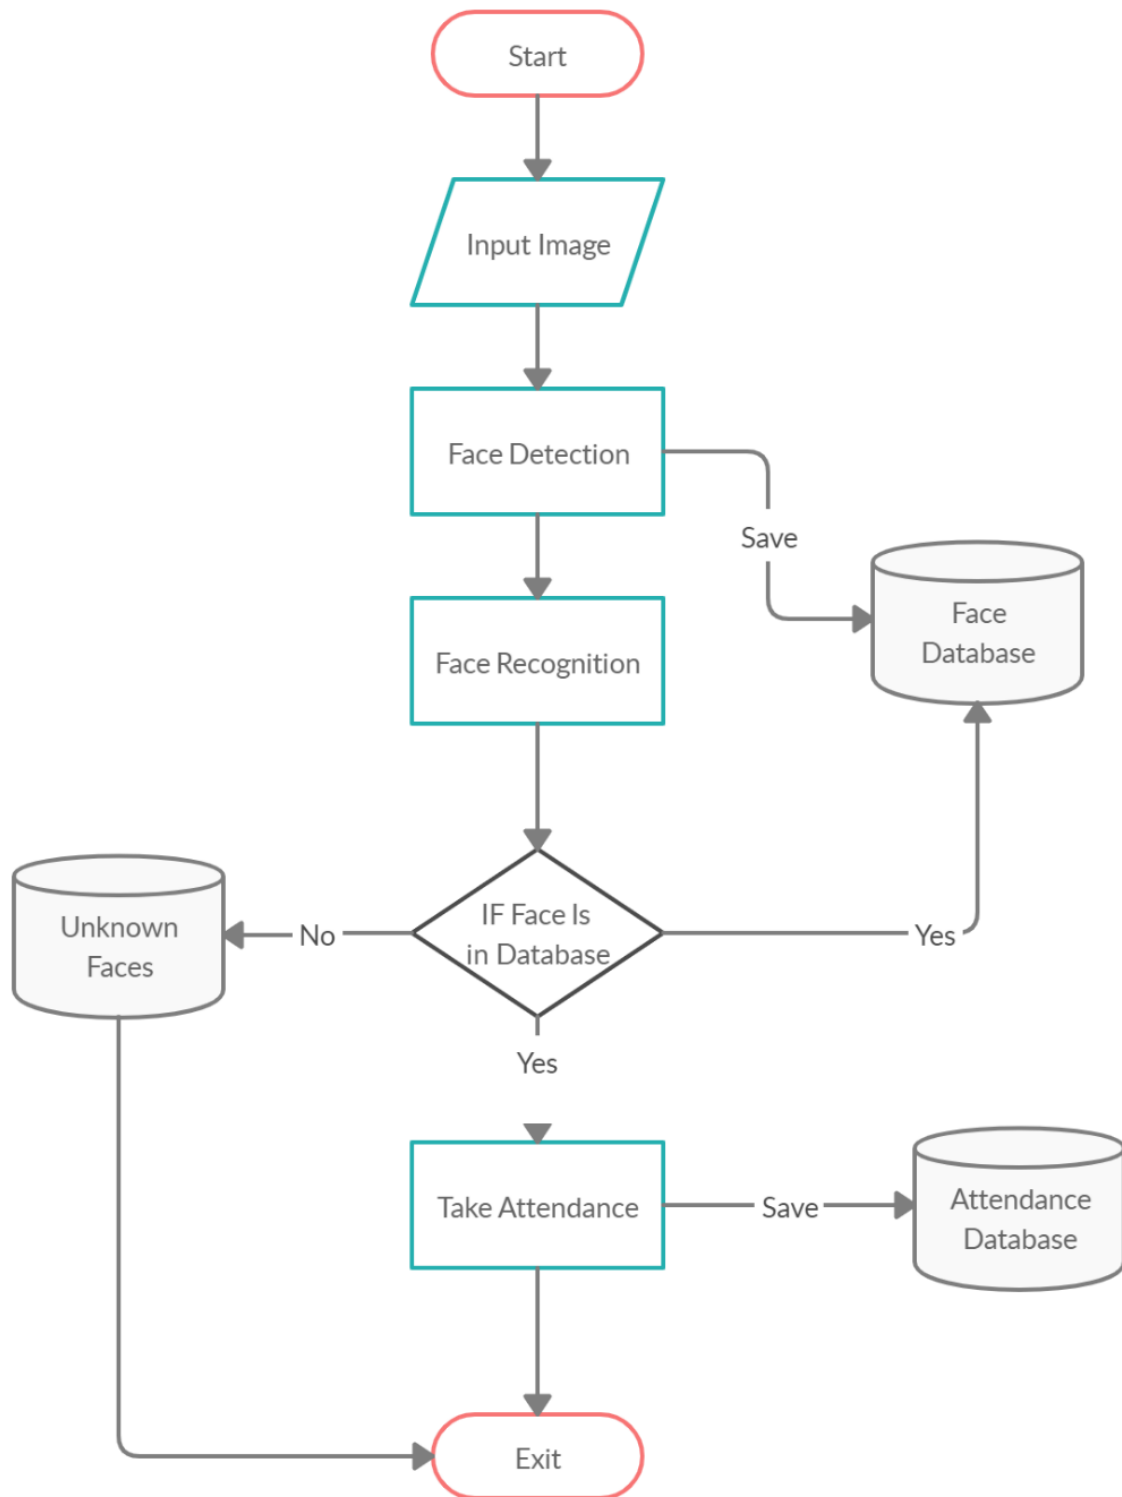 Start
Input Image
Face Detection
Save
Face
Database
Face Recognition
Unknown
Faces
No
IF Face Is
in Database
Yes
Yes
Take Attendance
Save
Attendance
Database
Exit